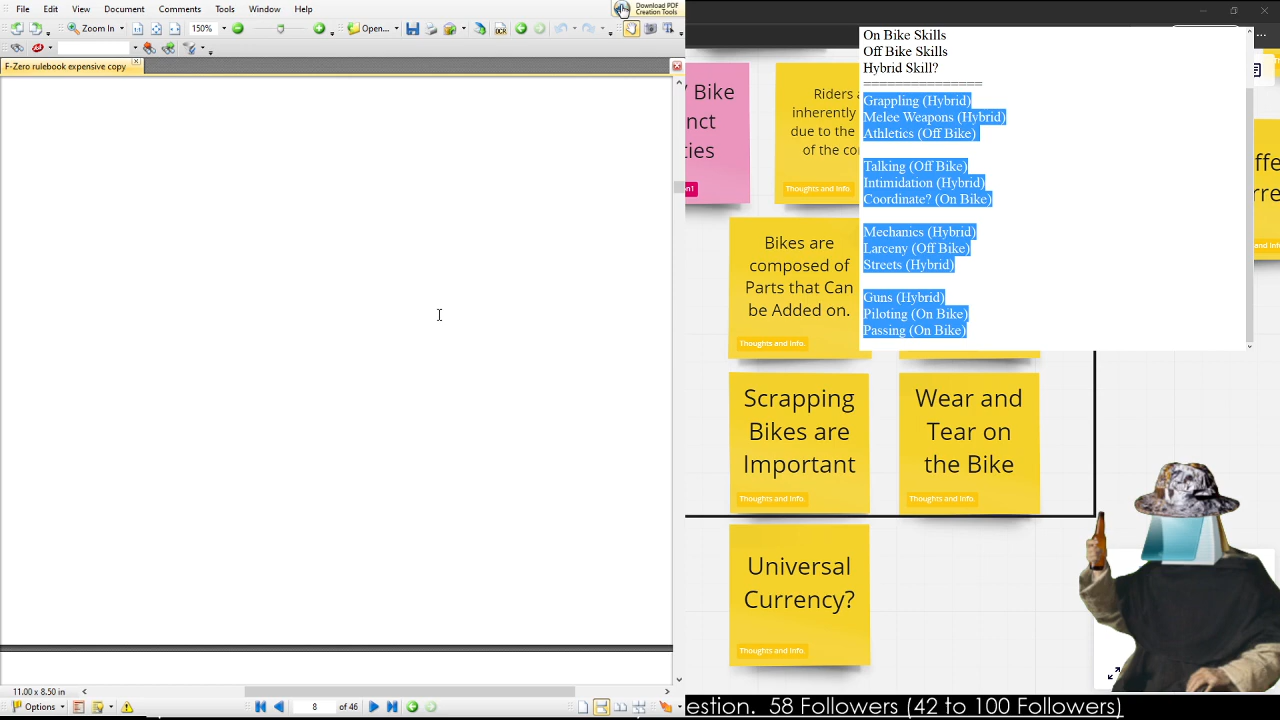 File Edit View Document Comments Tools Window Help
Download PDF
Creation Tools
Zoom In
150%
Open...
F-Zero rulebook expensive copy
11.00 x 8.50 in
Options
8
of 46
Bike
Riders
inherently
due to the
of the
Thoughts and Info.
Bikes are
composed of
Parts that Can
be Added on.
Thoughts and Info.
Scrapping
Bikes are
Important
Thoughts and Info.
Wear and
Tear on
the Bike
Thoughts and Info.
Universal
Currency?
Thoughts and Info.
On Bike Skills
Off Bike Skills
Hybrid Skill?
===============
Grappling (Hybrid)
Melee Weapons (Hybrid)
Athletics (Off Bike)
Talking (Off Bike)
Intimidation (Hybrid)
Coordinate? (On Bike)
Mechanics (Hybrid)
Larceny (Off Bike)
Streets (Hybrid)
Guns (Hybrid)
Piloting (On Bike)
Passing (On Bike)
estion. 58 Followers (42 to 100 Followers)